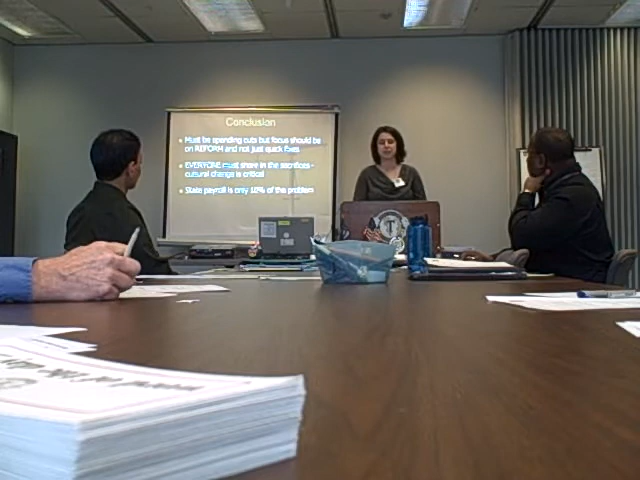 Conclusion
Must be spending cuts but focus should be
on REFORM and not just quick fixes
EVERYONE must share in the sacrifices -
cultural change is critical
State payroll is only 10% of the problem
T